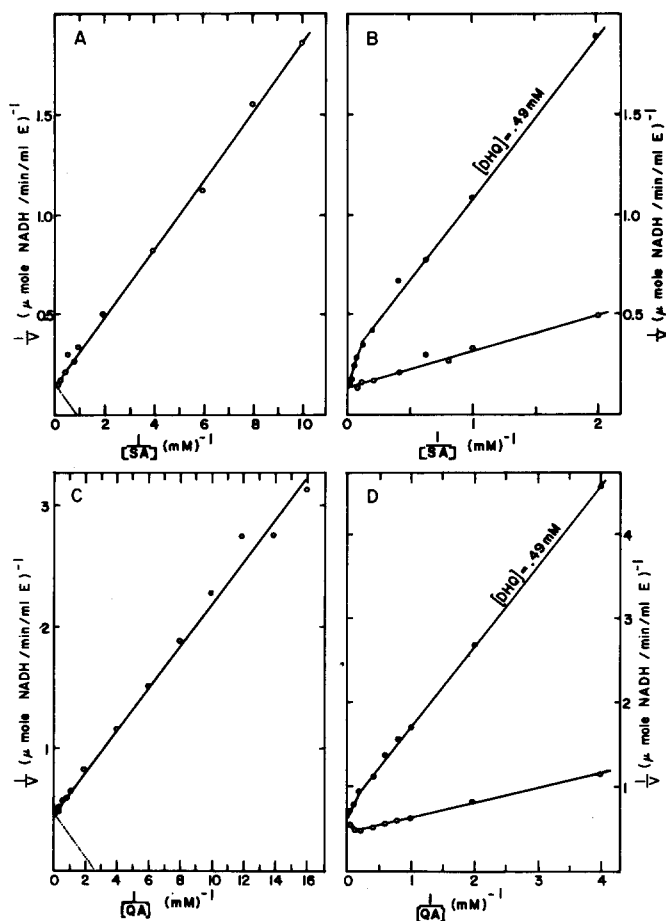 A
B
1.5
1.0
0.5
1/V (μ mole NADH /min/ml E)⁻¹
[DHQ]=.49mM
1.5
1.0
0.5
1/V (μ mole NADH /min/ml E)⁻¹
0 2 4 6 8 10
1/[SA] (mM)⁻¹
0 1 2
1/[SA] (mM)⁻¹
C
D
3
2
1
1/V (μ mole NADH /min/ml E)⁻¹
[DHQ]=.49mM
4
3
2
1
1/V (μ mole NADH /min/ml E)⁻¹
0 2 4 6 8 10 12 14 16
1/[QA] (mM)⁻¹
0 1 2 3 4
1/[QA] (mM)⁻¹